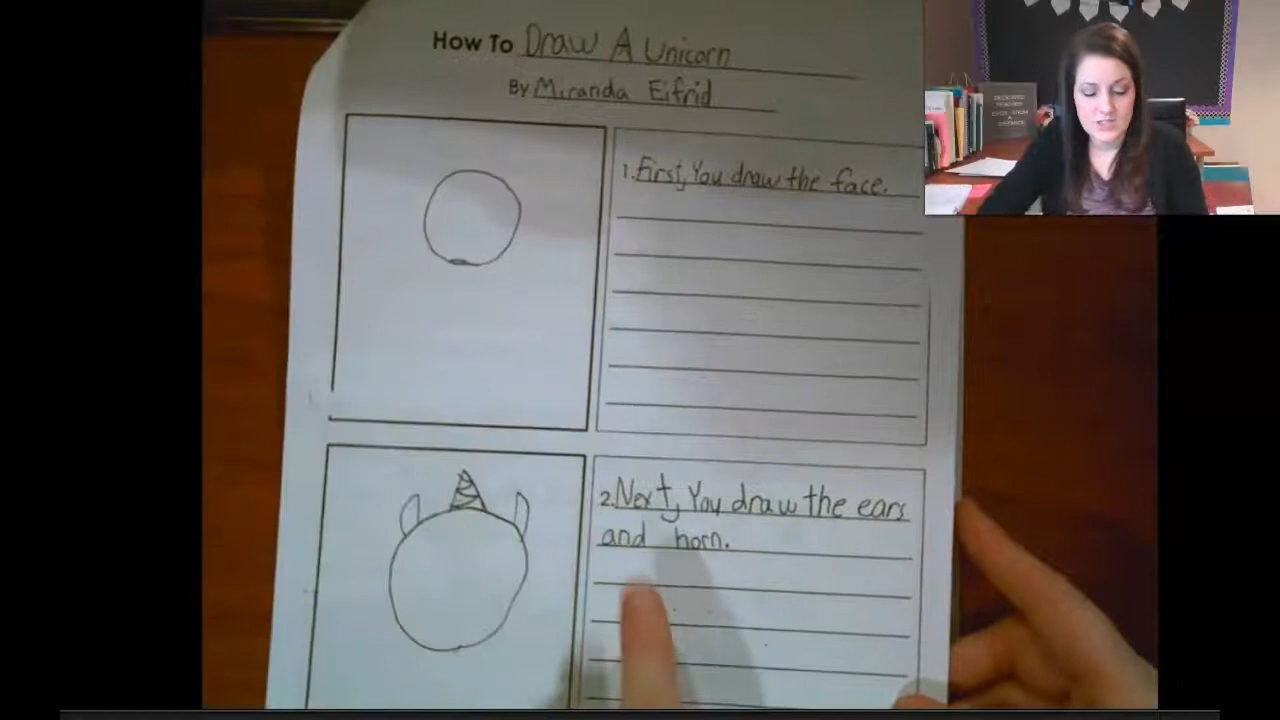 How To Draw A Unicorn
By Miranda Eifrid
1. First, You draw the face.
2. Next, You draw the ears
and horn.